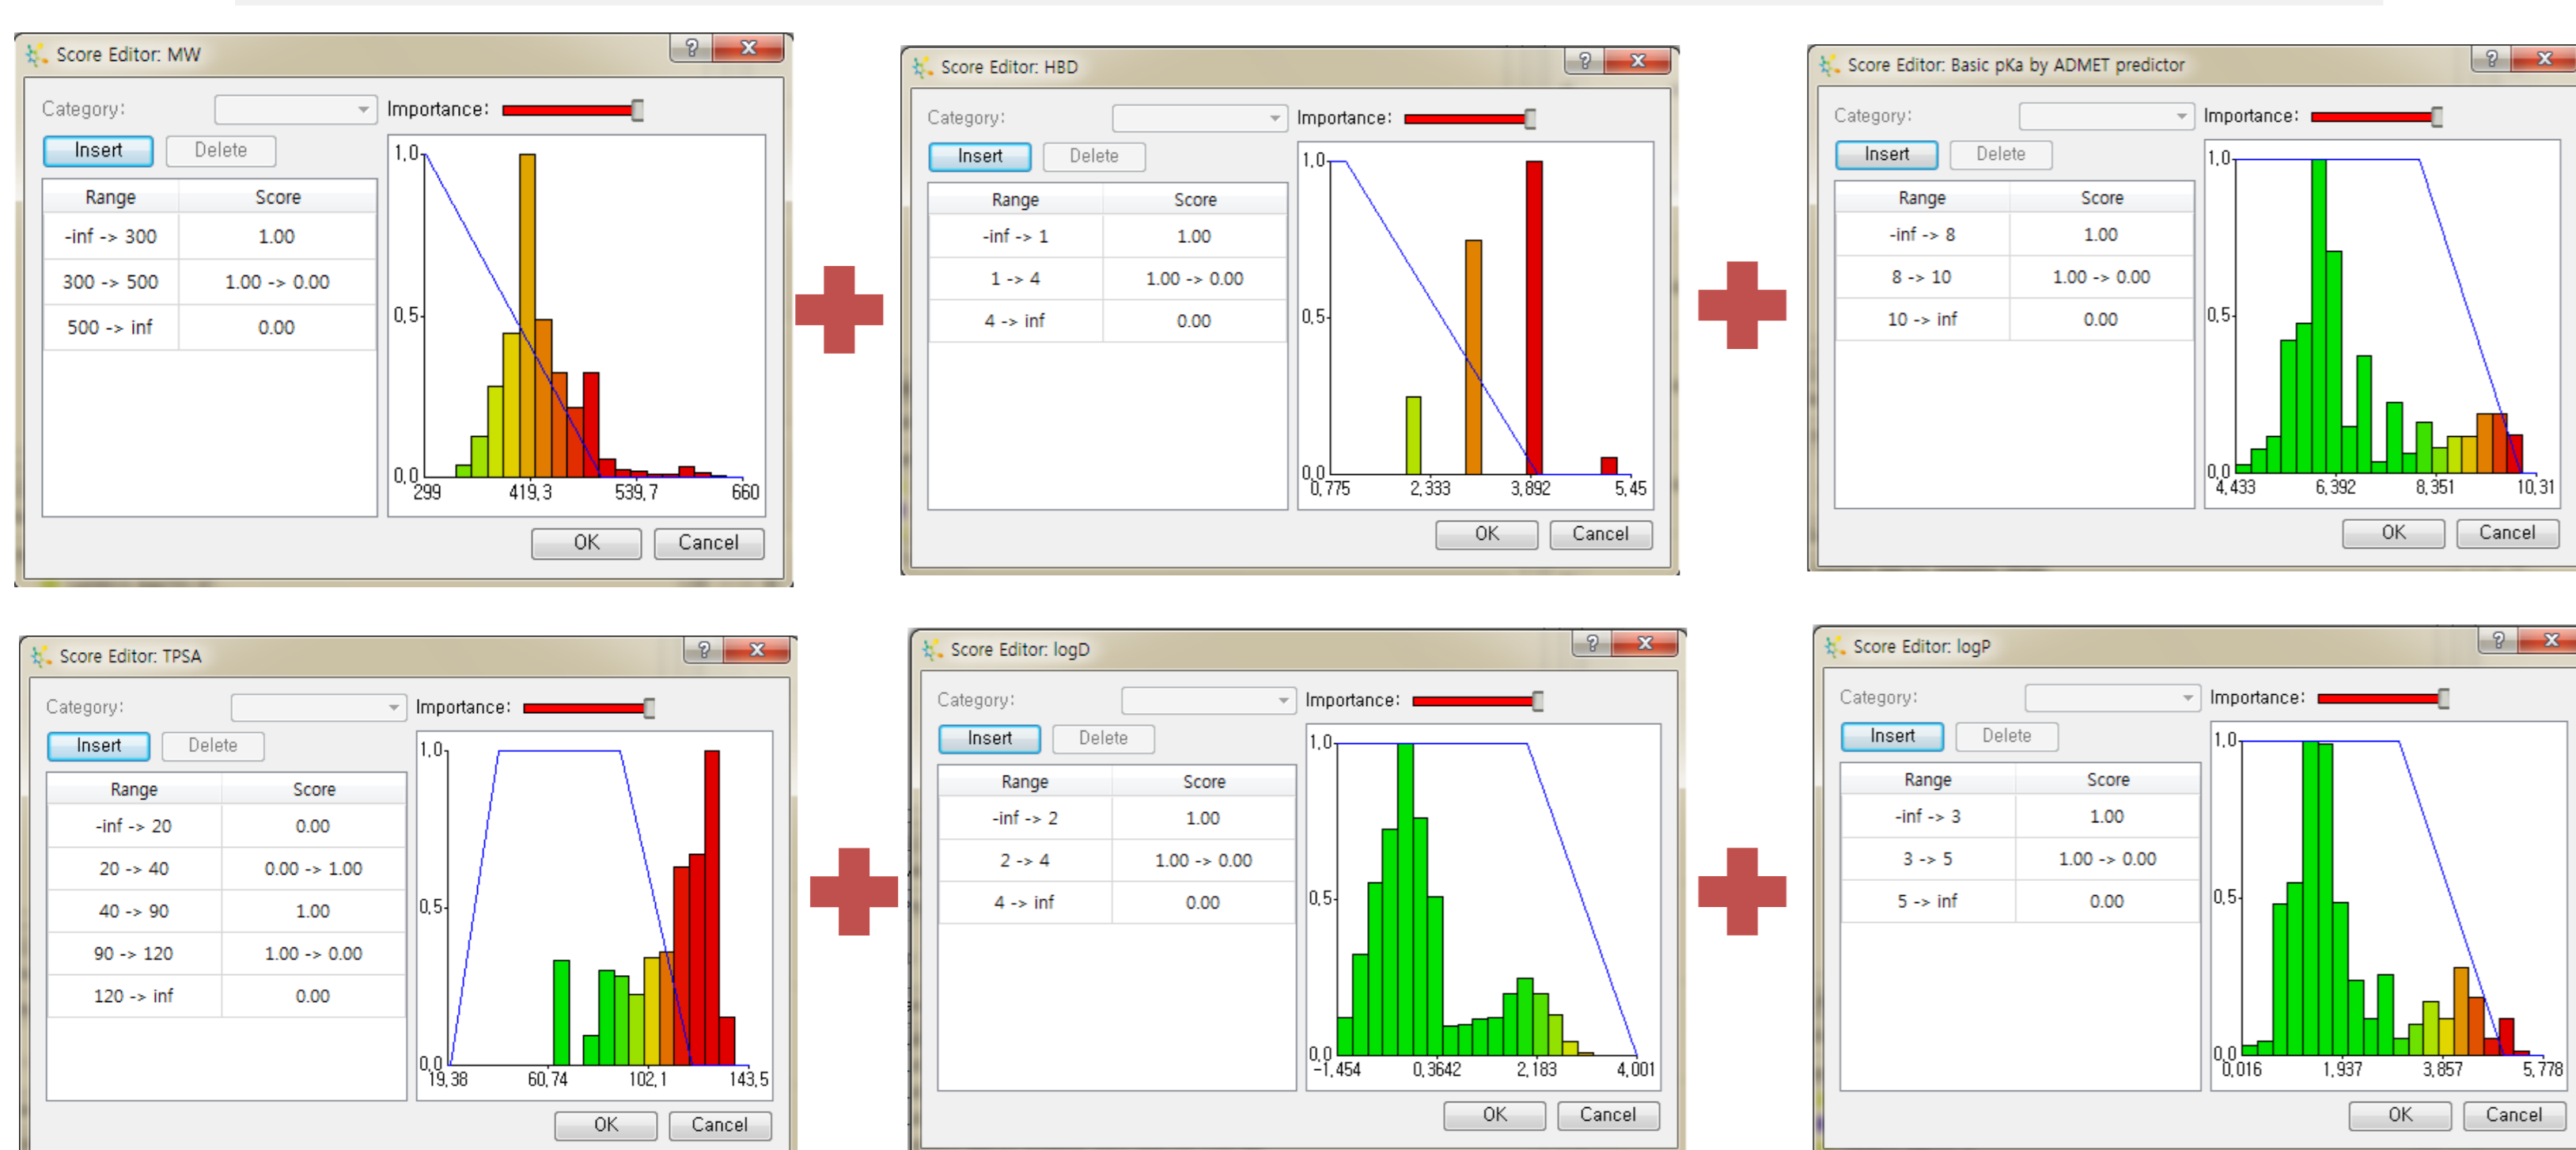 Score Editor: MW
Category:
Importance:
Insert
Delete
Range Score
-inf -> 300 1.00
300 -> 500 1.00 -> 0.00
500 -> inf 0.00
1,0
0,5
0,0
299 419,3 539,7 660
OK Cancel
Score Editor: HBD
Category:
Importance:
Insert
Delete
Range Score
-inf -> 1 1.00
1 -> 4 1.00 -> 0.00
4 -> inf 0.00
1,0
0,5
0,0
0,775 2,333 3,892 5,45
OK Cancel
Score Editor: Basic pKa by ADMET predictor
Category:
Importance:
Insert
Delete
Range Score
-inf -> 8 1.00
8 -> 10 1.00 -> 0.00
10 -> inf 0.00
1,0
0,5
0,0
4,433 6,392 8,351 10,31
OK Cancel
Score Editor: TPSA
Category:
Importance:
Insert
Delete
Range Score
-inf -> 20 0.00
20 -> 40 0.00 -> 1.00
40 -> 90 1.00
90 -> 120 1.00 -> 0.00
120 -> inf 0.00
1,0
0,5
0,0
19,38 60,74 102,1 143,5
OK Cancel
Score Editor: logD
Category:
Importance:
Insert
Delete
Range Score
-inf -> 2 1.00
2 -> 4 1.00 -> 0.00
4 -> inf 0.00
1,0
0,5
0,0
-1,454 0,3642 2,183 4,001
OK Cancel
Score Editor: logP
Category:
Importance:
Insert
Delete
Range Score
-inf -> 3 1.00
3 -> 5 1.00 -> 0.00
5 -> inf 0.00
1,0
0,5
0,0
0,016 1,937 3,857 5,778
OK Cancel